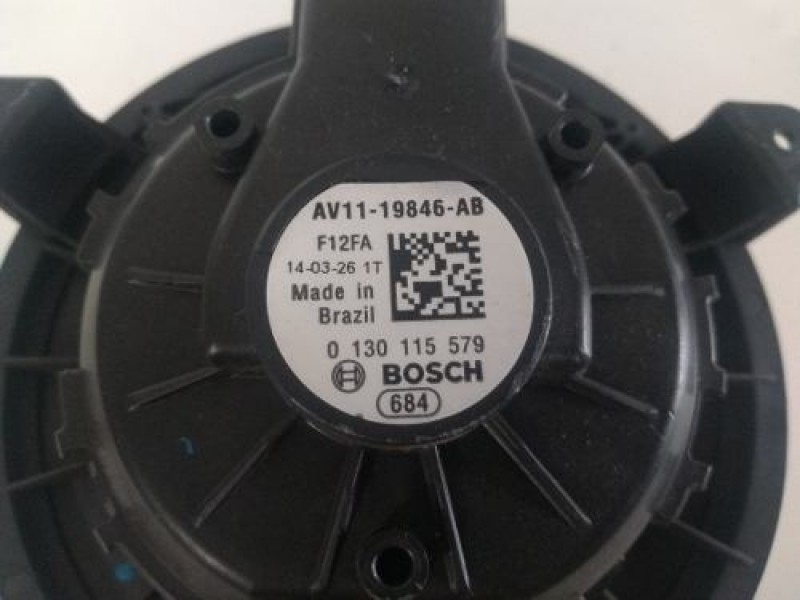 AV11-19846-AB
F12FA
14-03-26 1T
Made in
Brazil
0 130 115 579
BOSCH
684